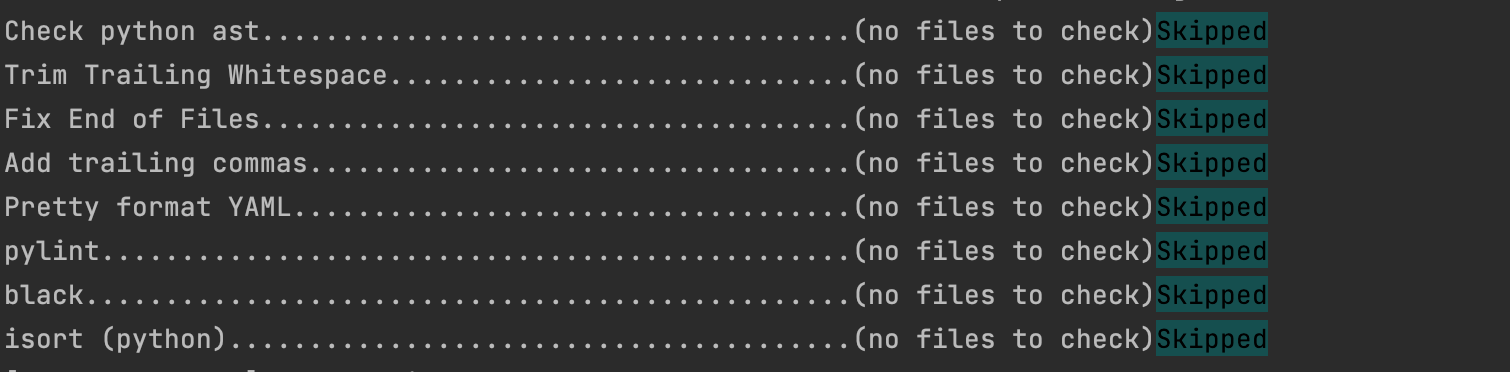 Check python ast.....................................(no files to check)Skipped
Trim Trailing Whitespace.............................(no files to check)Skipped
Fix End of Files.....................................(no files to check)Skipped
Add trailing commas..................................(no files to check)Skipped
Pretty format YAML...................................(no files to check)Skipped
pylint...............................................(no files to check)Skipped
black................................................(no files to check)Skipped
isort (python).......................................(no files to check)Skipped